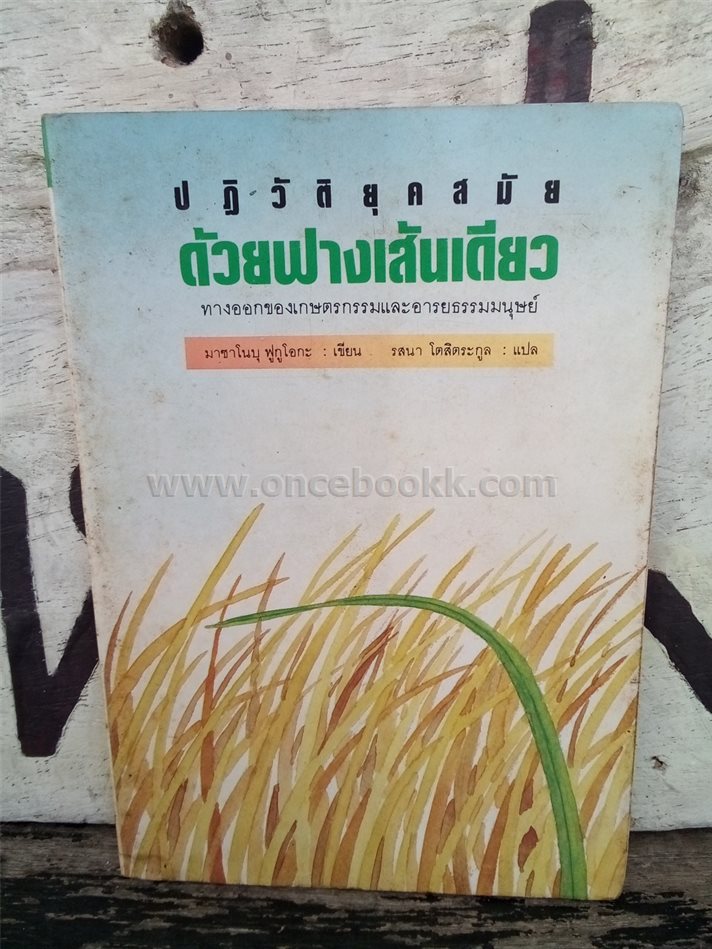 ปฏิวัติยุคสมัย
ด้วยฟางเส้นเดียว
ทางออกของเกษตรกรรมและอารยธรรมมนุษย์
มาซาโนบุ ฟูกูโอกะ : เขียน รสนา โตสิตระกูล : แปล
www.oncebookk.com